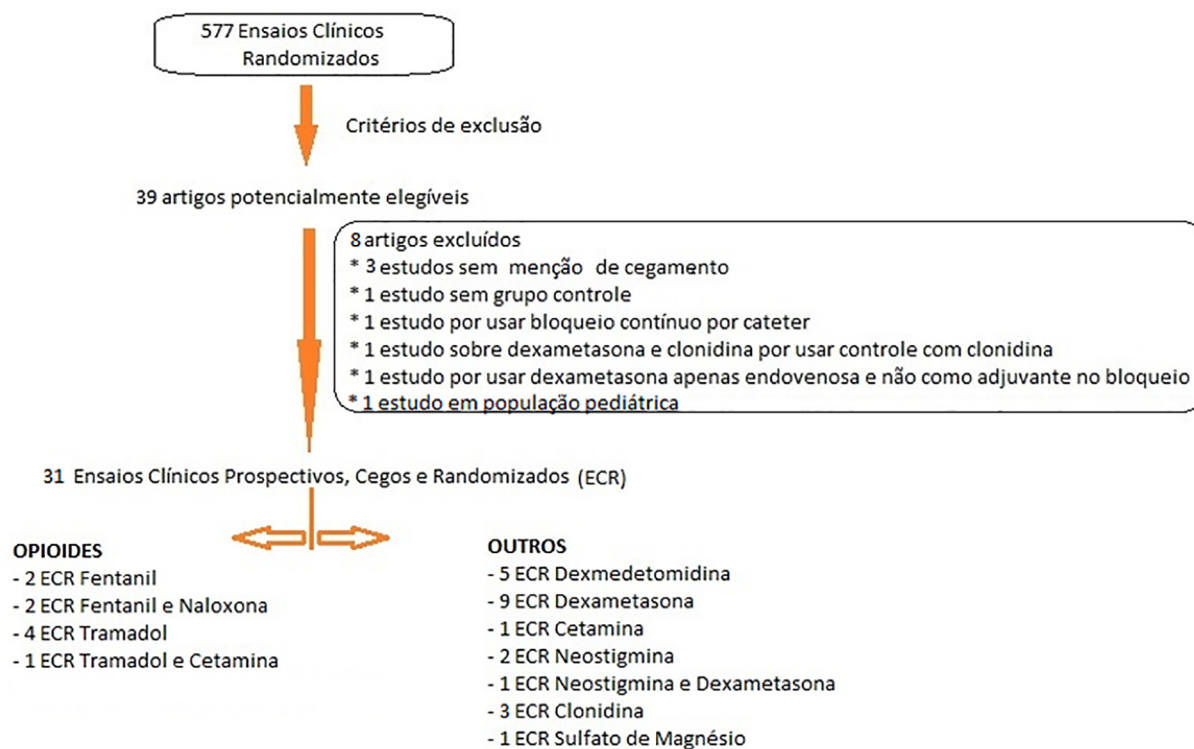 577 Ensaios Clínicos
Randomizados
Critérios de exclusão
39 artigos potencialmente elegíveis
8 artigos excluídos
* 3 estudos sem menção de cegamento
* 1 estudo sem grupo controle
* 1 estudo por usar bloqueio contínuo por cateter
* 1 estudo sobre dexametasona e clonidina por usar controle com clonidina
* 1 estudo por usar dexametasona apenas endovenosa e não como adjuvante no bloqueio
* 1 estudo em população pediátrica
31 Ensaios Clínicos Prospectivos, Cegos e Randomizados (ECR)
OPIOIDES
- 2 ECR Fentanil
- 2 ECR Fentanil e Naloxona
- 4 ECR Tramadol
- 1 ECR Tramadol e Cetamina
OUTROS
- 5 ECR Dexmedetomidina
- 9 ECR Dexametasona
- 1 ECR Cetamina
- 2 ECR Neostigmina
- 1 ECR Neostigmina e Dexametasona
- 3 ECR Clonidina
- 1 ECR Sulfato de Magnésio